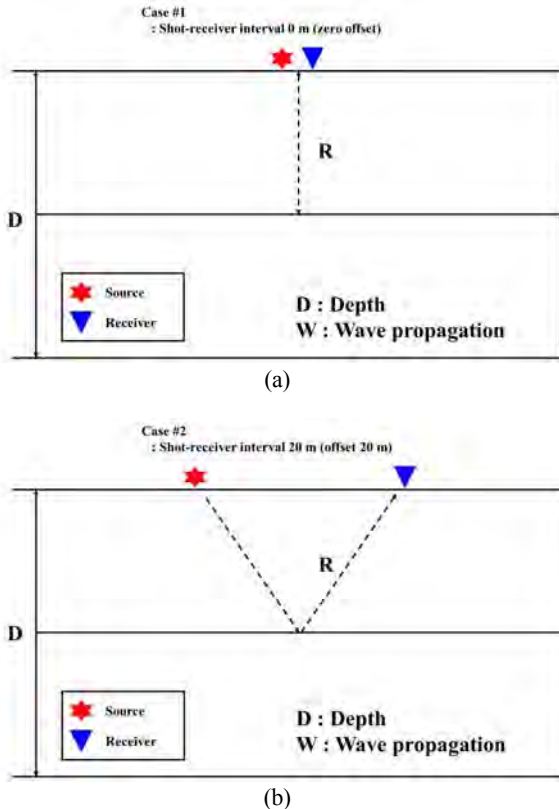 Case #1
: Shot-receiver interval 0 m (zero offset)
R
D
Source
Receiver
D : Depth
W : Wave propagation
(a)
Case #2
: Shot-receiver interval 20 m (offset 20 m)
R
D
Source
Receiver
D : Depth
W : Wave propagation
(b)